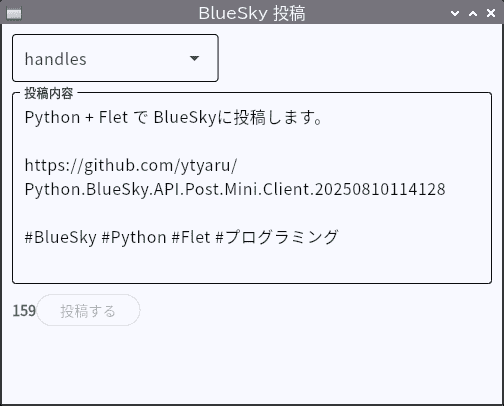 BlueSky 投稿
handles
投稿内容
Python + Flet で BlueSkyに投稿します。
https://github.com/ytyaru/
Python.BlueSky.API.Post.Mini.Client.20250810114128
#BlueSky #Python #Flet #プログラミング
159 投稿する